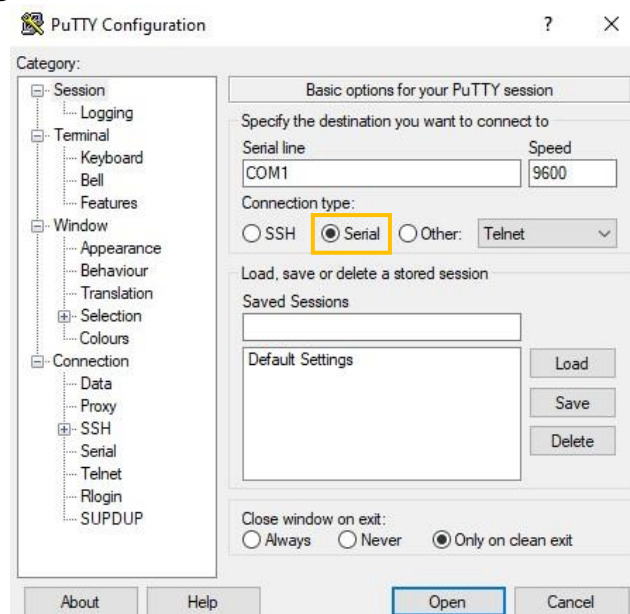 PuTTY Configuration
?
Category:
Session
Logging
Terminal
Keyboard
Bell
Features
Window
Appearance
Behaviour
Translation
Selection
Colours
Connection
Data
Proxy
SSH
Serial
Telnet
Rlogin
SUPDUP
Basic options for your PuTTY session
Specify the destination you want to connect to
Serial line Speed
COM1 9600
Connection type:
SSH Serial Other: Telnet
Load, save or delete a stored session
Saved Sessions
Default Settings
Load
Save
Delete
Close window on exit:
Always Never Only on clean exit
About Help Open Cancel